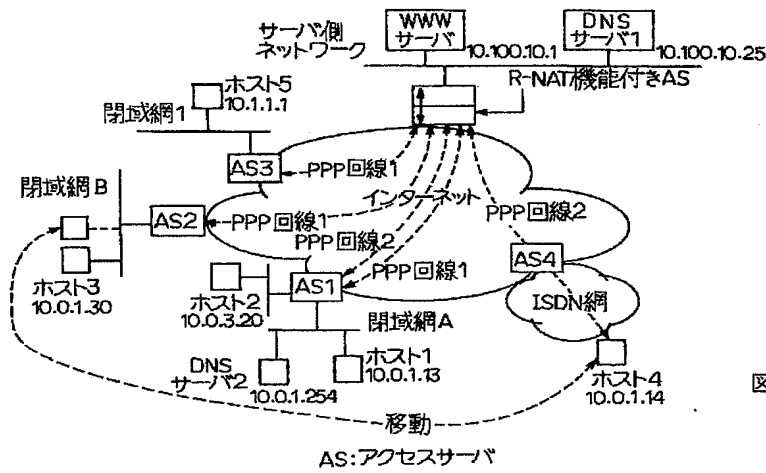 サーバ側
ネットワーク
WWW
サーバ
10.100.10.1
DNS
サーバ1
10.100.10.25
R-NAT機能付きAS
ホスト5
10.1.1.1
閉域網1
AS3
PPP回線1
インターネット
閉域網B
AS2
PPP回線1
PPP回線2
PPP回線2
PPP回線1
AS4
ISDN網
ホスト3
10.0.1.30
ホスト2
10.0.3.20
AS1
閉域網A
DNS
サーバ2
10.0.1.254
ホスト1
10.0.1.13
ホスト4
10.0.1.14
移動
AS:アクセスサーバ
図